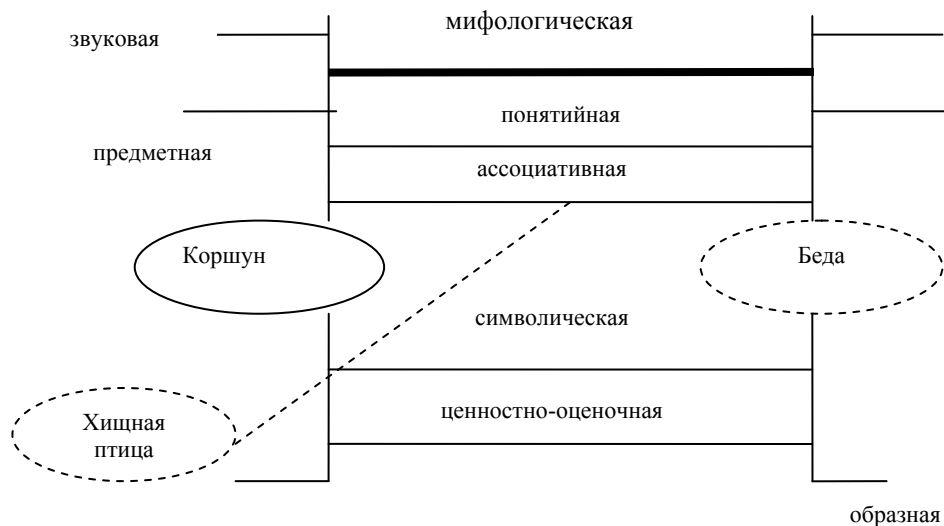 мифологическая
звуковая
понятийная
предметная
ассоциативная
Коршун
Беда
символическая
Хищная
птица
ценностно-оценочная
образная